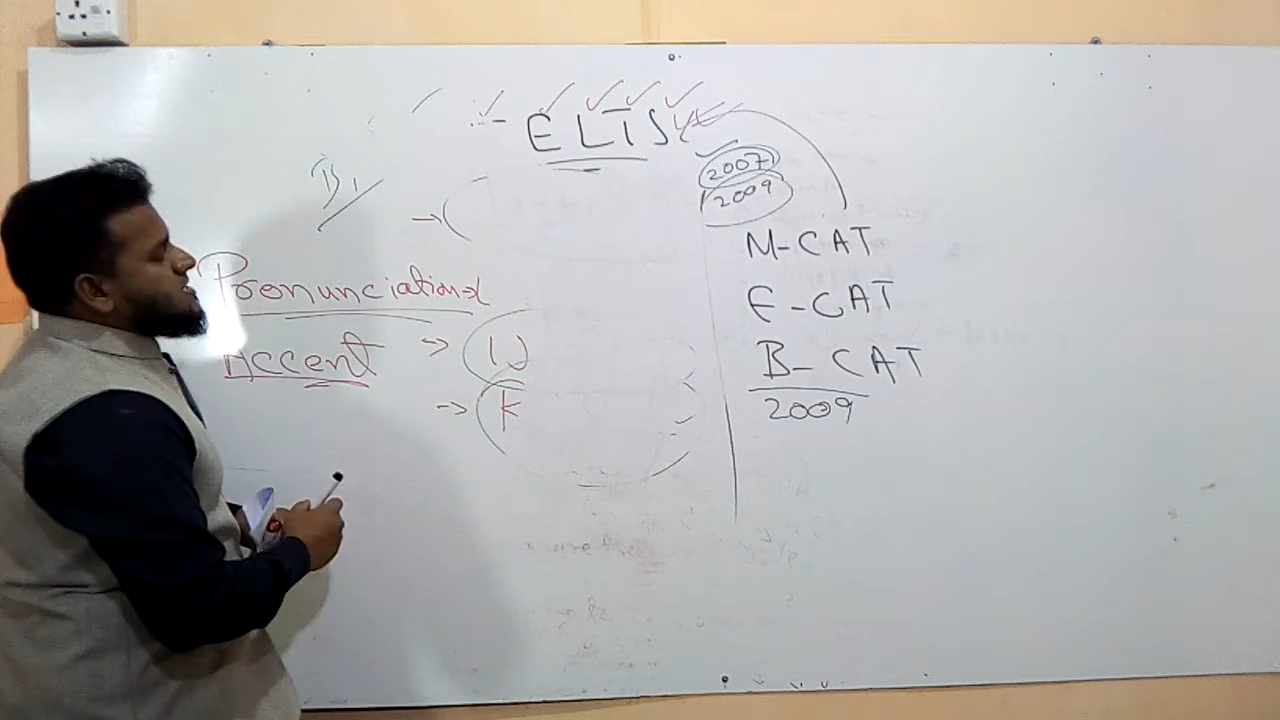 ELTS
2007
2009
B1
M-CAT
Pronunciation
E-CAT
Accent
B-CAT
K
2009